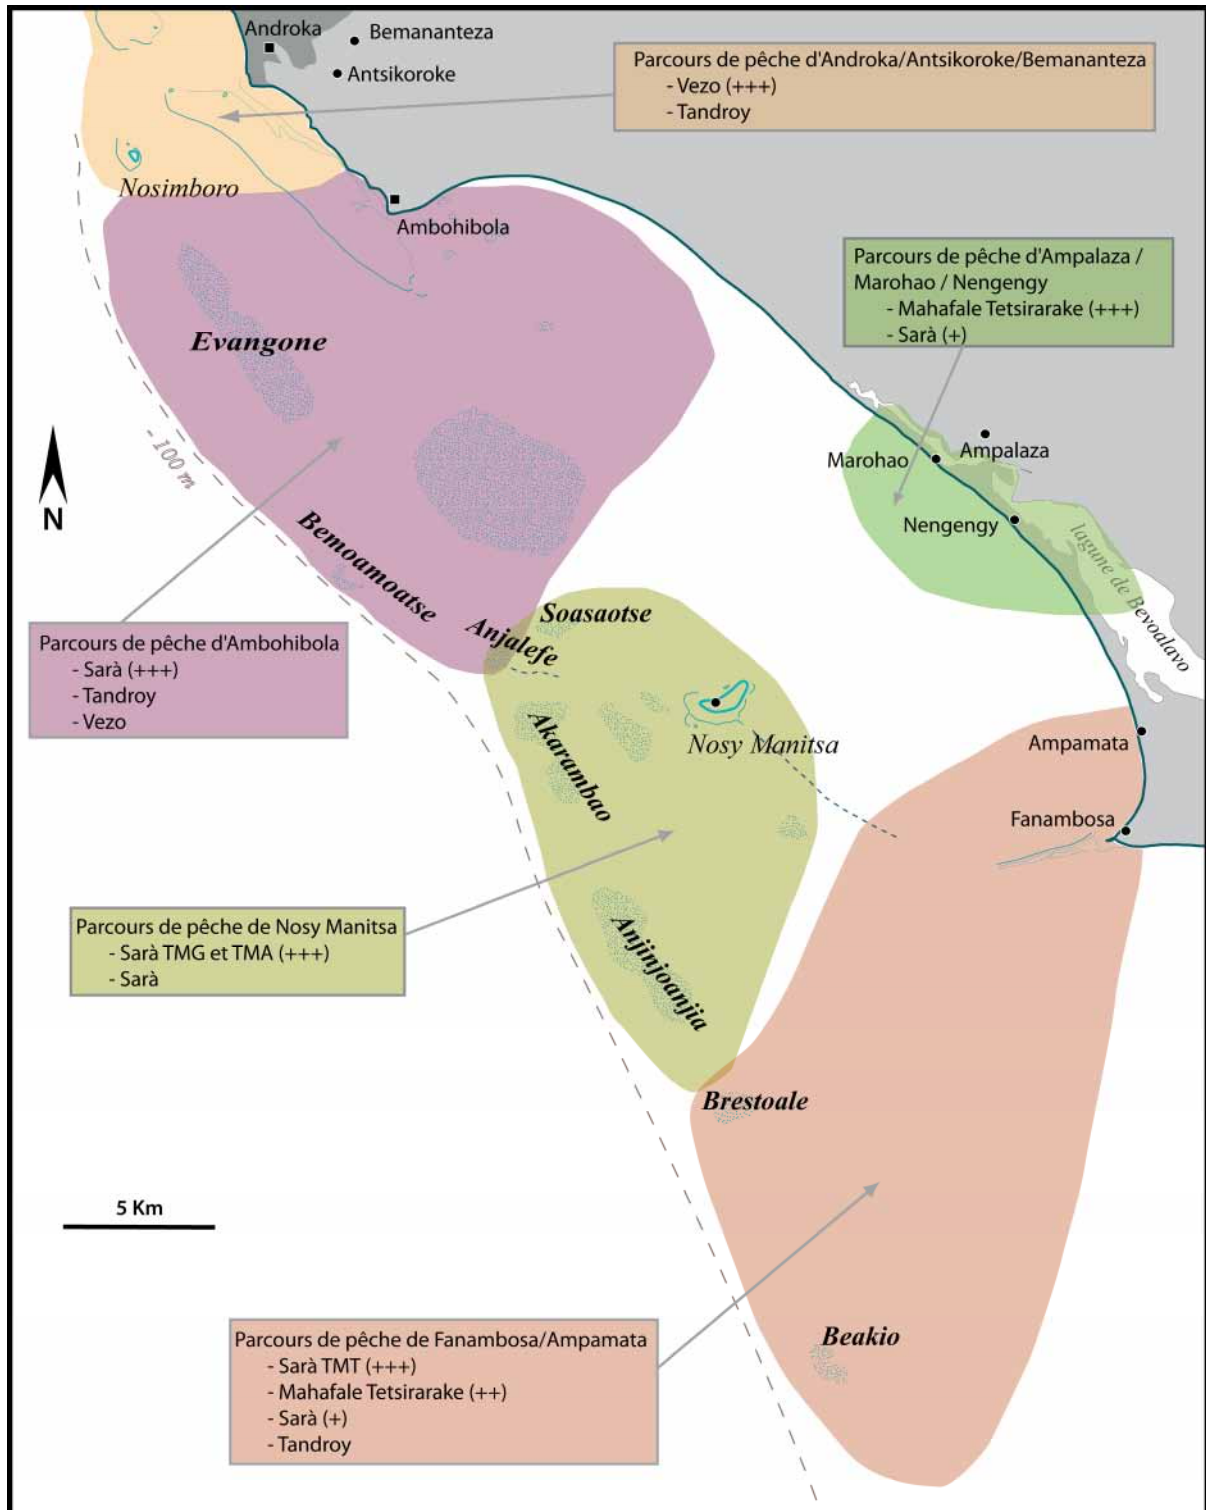 Androka
Bemananteza
Antsikoroke
Parcours de pêche d'Androka/Antsikoroke/Bemananteza
- Vezo (+++)
- Tandroy
Nosimboro
Ambohibola
Parcours de pêche d'Ampalaza /
Marohao / Nengengy
- Mahafale Tetsirarake (+++)
- Sarà (+)
Evangone
- 100 m
N
Ampalaza
Marohao
Nengengy
lagune de Bevoalavo
Bemoamoatse
Soasaotse
Anjalefe
Parcours de pêche d'Ambohibola
- Sarà (+++)
- Tandroy
- Vezo
Akarambao
Nosy Manitsa
Ampamata
Fanambosa
Parcours de pêche de Nosy Manitsa
- Sarà TMG et TMA (+++)
- Sarà
Anjinjoanjia
Brestoale
5 Km
Beakio
Parcours de pêche de Fanambosa/Ampamata
- Sarà TMT (+++)
- Mahafale Tetsirarake (++)
- Sarà (+)
- Tandroy